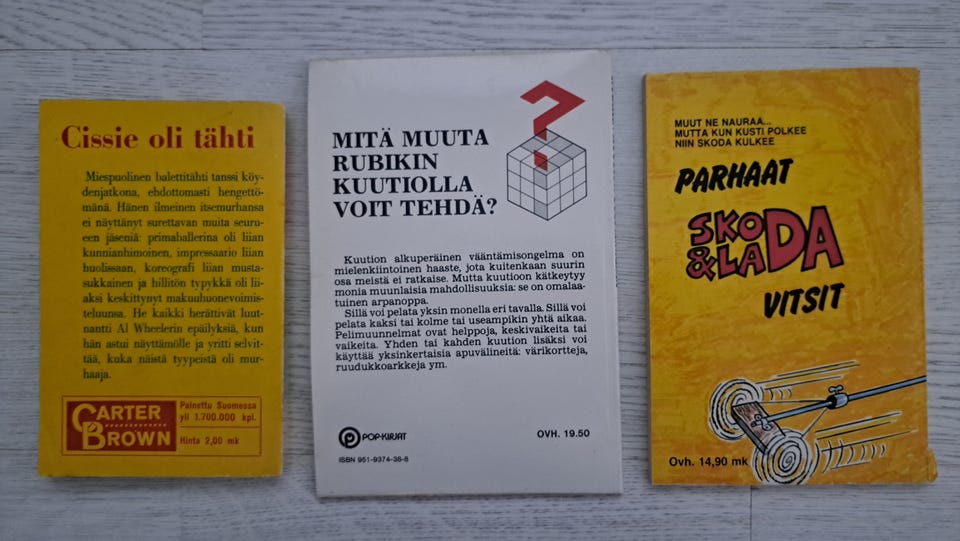 Cissie oli tähti
Miespuolinen balettitähti tanssi köy-
denjatkona, ehdottomasti hengettö-
mänä. Hänen ilmeinen itsemurhansa
ei näyttänyt surettavan muita seuru-
een jäseniä: primaballerina oli liian
kunnianhimoinen, impressaario liian
huolissaan, koreografi liian musta-
sukkainen ja hillitön typykkä oli lii-
aksi keskittynyt makuuhuonevoimis-
teluunsa. He kaikki herättivät luut-
nantti Al Wheelerin epäilyksiä, kun
hän astui näyttämölle ja yritti selvit-
tää, kuka näistä tyypeistä oli mur-
haaja.
CARTER
BROWN
Painettu Suomessa
yli 1.700.000 kpl.
Hinta 2,00 mk
?
MITÄ MUUTA
RUBIKIN
KUUTIOLLA
VOIT TEHDÄ?
Kuution alkuperäinen vääntämisongelma on
mielenkiintoinen haaste, jota kuitenkaan suurin
osa meistä ei ratkaise. Mutta kuutioon kätkeytyy
monia muunlaisia mahdollisuuksia: se on omalaa-
tuinen arpanoppa.
Sillä voi pelata yksin monella eri tavalla. Sillä voi
pelata kaksi tai kolme tai useampikin yhtä aikaa.
Pelimuunnelmat ovat helppoja, keskivaikeita tai
vaikeita. Yhden tai kahden kuution lisäksi voi
käyttää yksinkertaisia apuvälineitä: värikortteja,
ruudukkoarkkeja ym.
POP-KIRJAT
OVH. 19.50
ISBN 951-9374-38-8
MUUT NE NAURAA...
MUTTA KUN KUSTI POLKEE
NIIN SKODA KULKEE
PARHAAT
SKODA
&LADA
VITSIT
Ovh. 14,90 mk